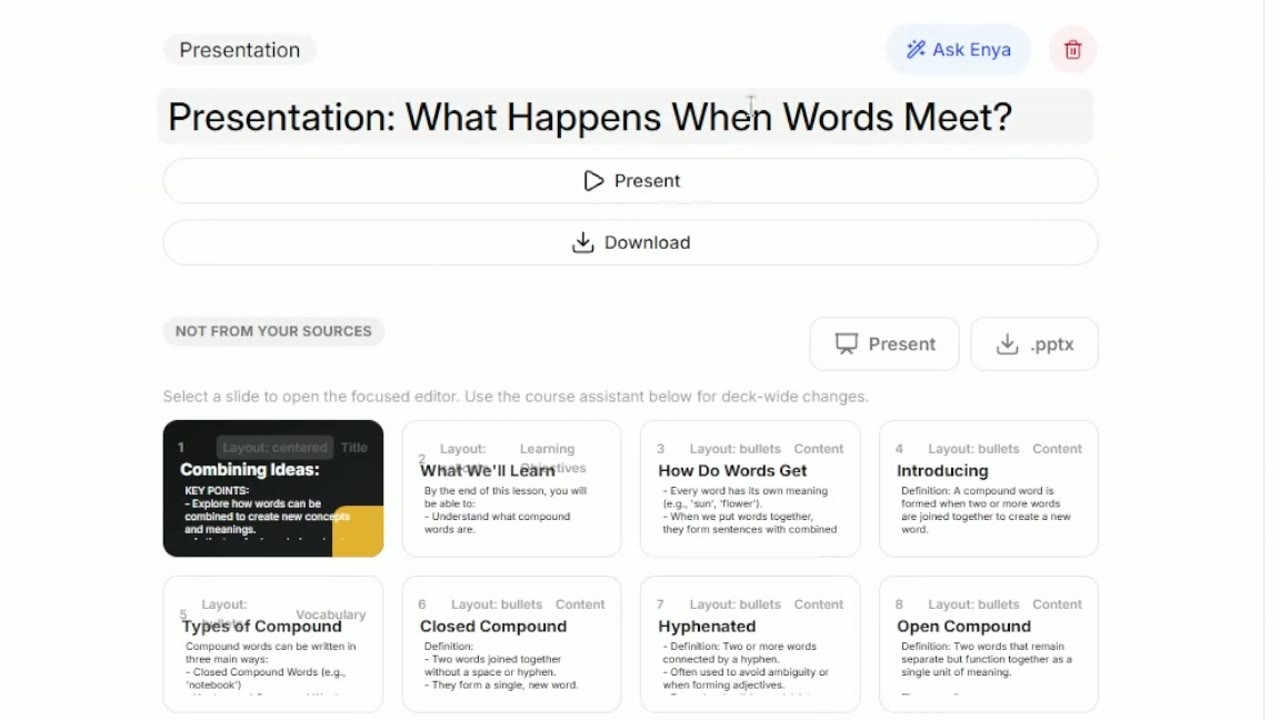 Presentation
Ask Enya
Presentation: What Happens When Words Meet?
Present
Download
NOT FROM YOUR SOURCES
Present
.pptx
Select a slide to open the focused editor. Use the course assistant below for deck-wide changes.
1 Layout: centered Title
Combining Ideas:
KEY POINTS:
- Explore how words can be
combined to create new concepts
and meanings.
2 Layout: Learning
Objectives
What We'll Learn
By the end of this lesson, you will
be able to:
- Understand what compound
words are.
3 Layout: bullets Content
How Do Words Get
- Every word has its own meaning
(e.g., 'sun', 'flower').
- When we put words together,
they form sentences with combined
4 Layout: bullets Content
Introducing
Definition: A compound word is
formed when two or more words
are joined together to create a new
word.
5 Layout: Vocabulary
Types of Compound
Compound words can be written in
three main ways:
- Closed Compound Words (e.g.,
'notebook')
6 Layout: bullets Content
Closed Compound
Definition:
- Two words joined together
without a space or hyphen.
- They form a single, new word.
7 Layout: bullets Content
Hyphenated
- Definition: Two or more words
connected by a hyphen.
- Often used to avoid ambiguity or
when forming adjectives.
8 Layout: bullets Content
Open Compound
Definition: Two words that remain
separate but function together as a
single unit of meaning.